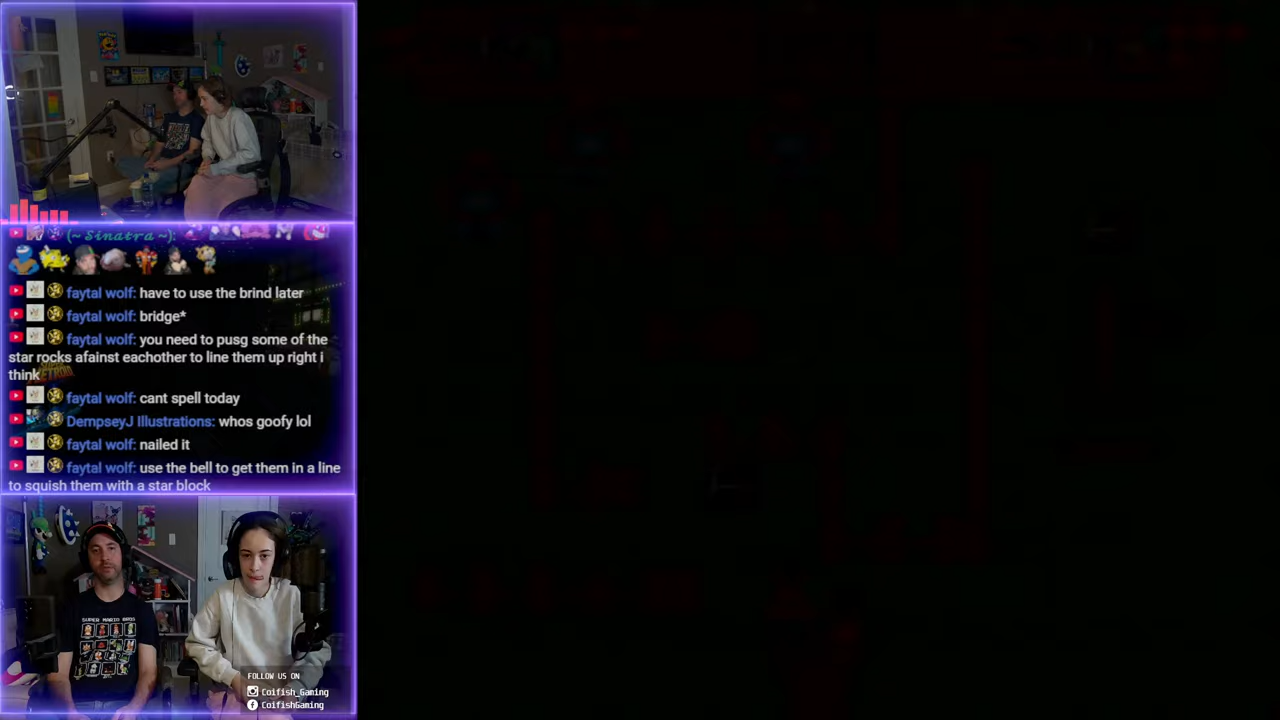 (~ 𝓢𝓲𝓷𝓪𝓽𝓻𝓪 ~):
faytal wolf: have to use the brind later
faytal wolf: bridge*
faytal wolf: you need to pusg some of the
star rocks afainst eachother to line them up right i
think
faytal wolf: cant spell today
DempseyJ Illustrations: whos goofy lol
faytal wolf: nailed it
faytal wolf: use the bell to get them in a line
to squish them with a star block
SUPER MARIO BROS
FOLLOW US ON
Coifish_Gaming
CoifishGaming